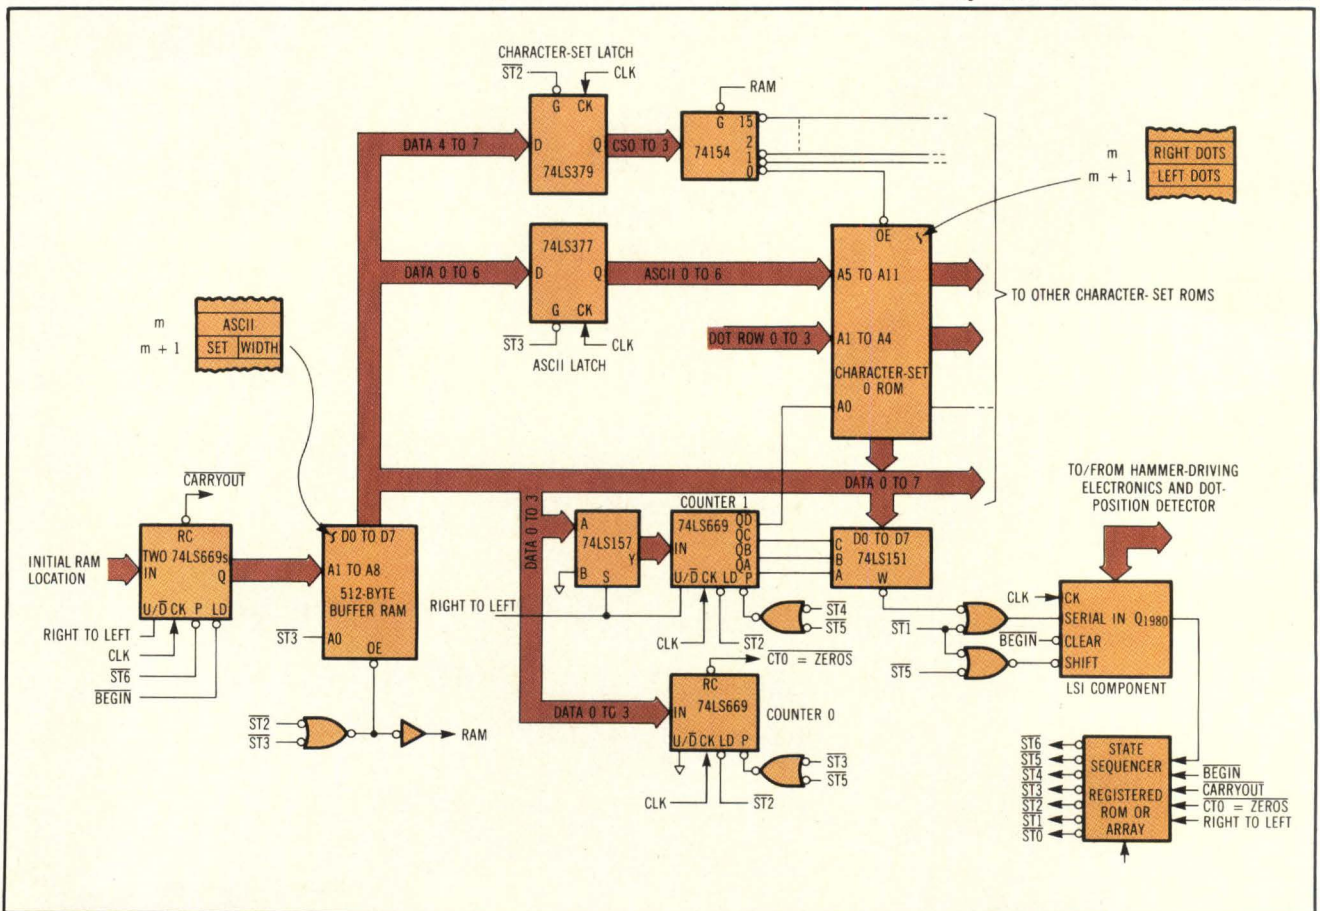 CHARACTER-SET LATCH
ST2
CLK
G CK
DATA 4 TO 7
D Q
74LS379
CS0 TO 3
RAM
G 15
2
1
0
74154
m RIGHT DOTS
m + 1 LEFT DOTS
74LS377
DATA 0 TO 6
D Q
G CK
ST3
CLK
ASCII LATCH
ASCII 0 TO 6
OE
A5 TO A11
DOT ROW 0 TO 3
A1 TO A4
CHARACTER-SET
0 ROM
A0
TO OTHER CHARACTER-SET ROMS
m ASCII
m + 1 SET WIDTH
CARRYOUT
RC
INITIAL RAM
LOCATION
TWO 74LS669s
IN Q
U/D CK P LD
RIGHT TO LEFT
CLK
ST6
BEGIN
D0 TO D7
A1 TO A8
512-BYTE
BUFFER RAM
ST3
A0
OE
ST2
ST3
RAM
DATA 0 TO 7
DATA 0 TO 3
A
74LS157
Y
B
S
RIGHT TO LEFT
COUNTER 1
74LS669
QD
QC
QB
QA
IN
U/D CK LD P
CLK
ST2
ST4
ST5
D0 TO D7
C
74LS151
B
A
W
CT0 = ZEROS
RC
74LS669
DATA 0 TO 3
IN
COUNTER 0
U/D CK LD P
CLK
ST2
ST3
ST5
TO/FROM HAMMER-DRIVING
ELECTRONICS AND DOT-
POSITION DETECTOR
CLK
CK
ST1
SERIAL IN Q1980
BEGIN
CLEAR
ST5
SHIFT
LSI COMPONENT
ST6
ST5
ST4
ST3
ST2
ST1
ST0
STATE
SEQUENCER
REGISTERED
ROM OR
ARRAY
BEGIN
CARRYOUT
CT0 = ZEROS
RIGHT TO LEFT